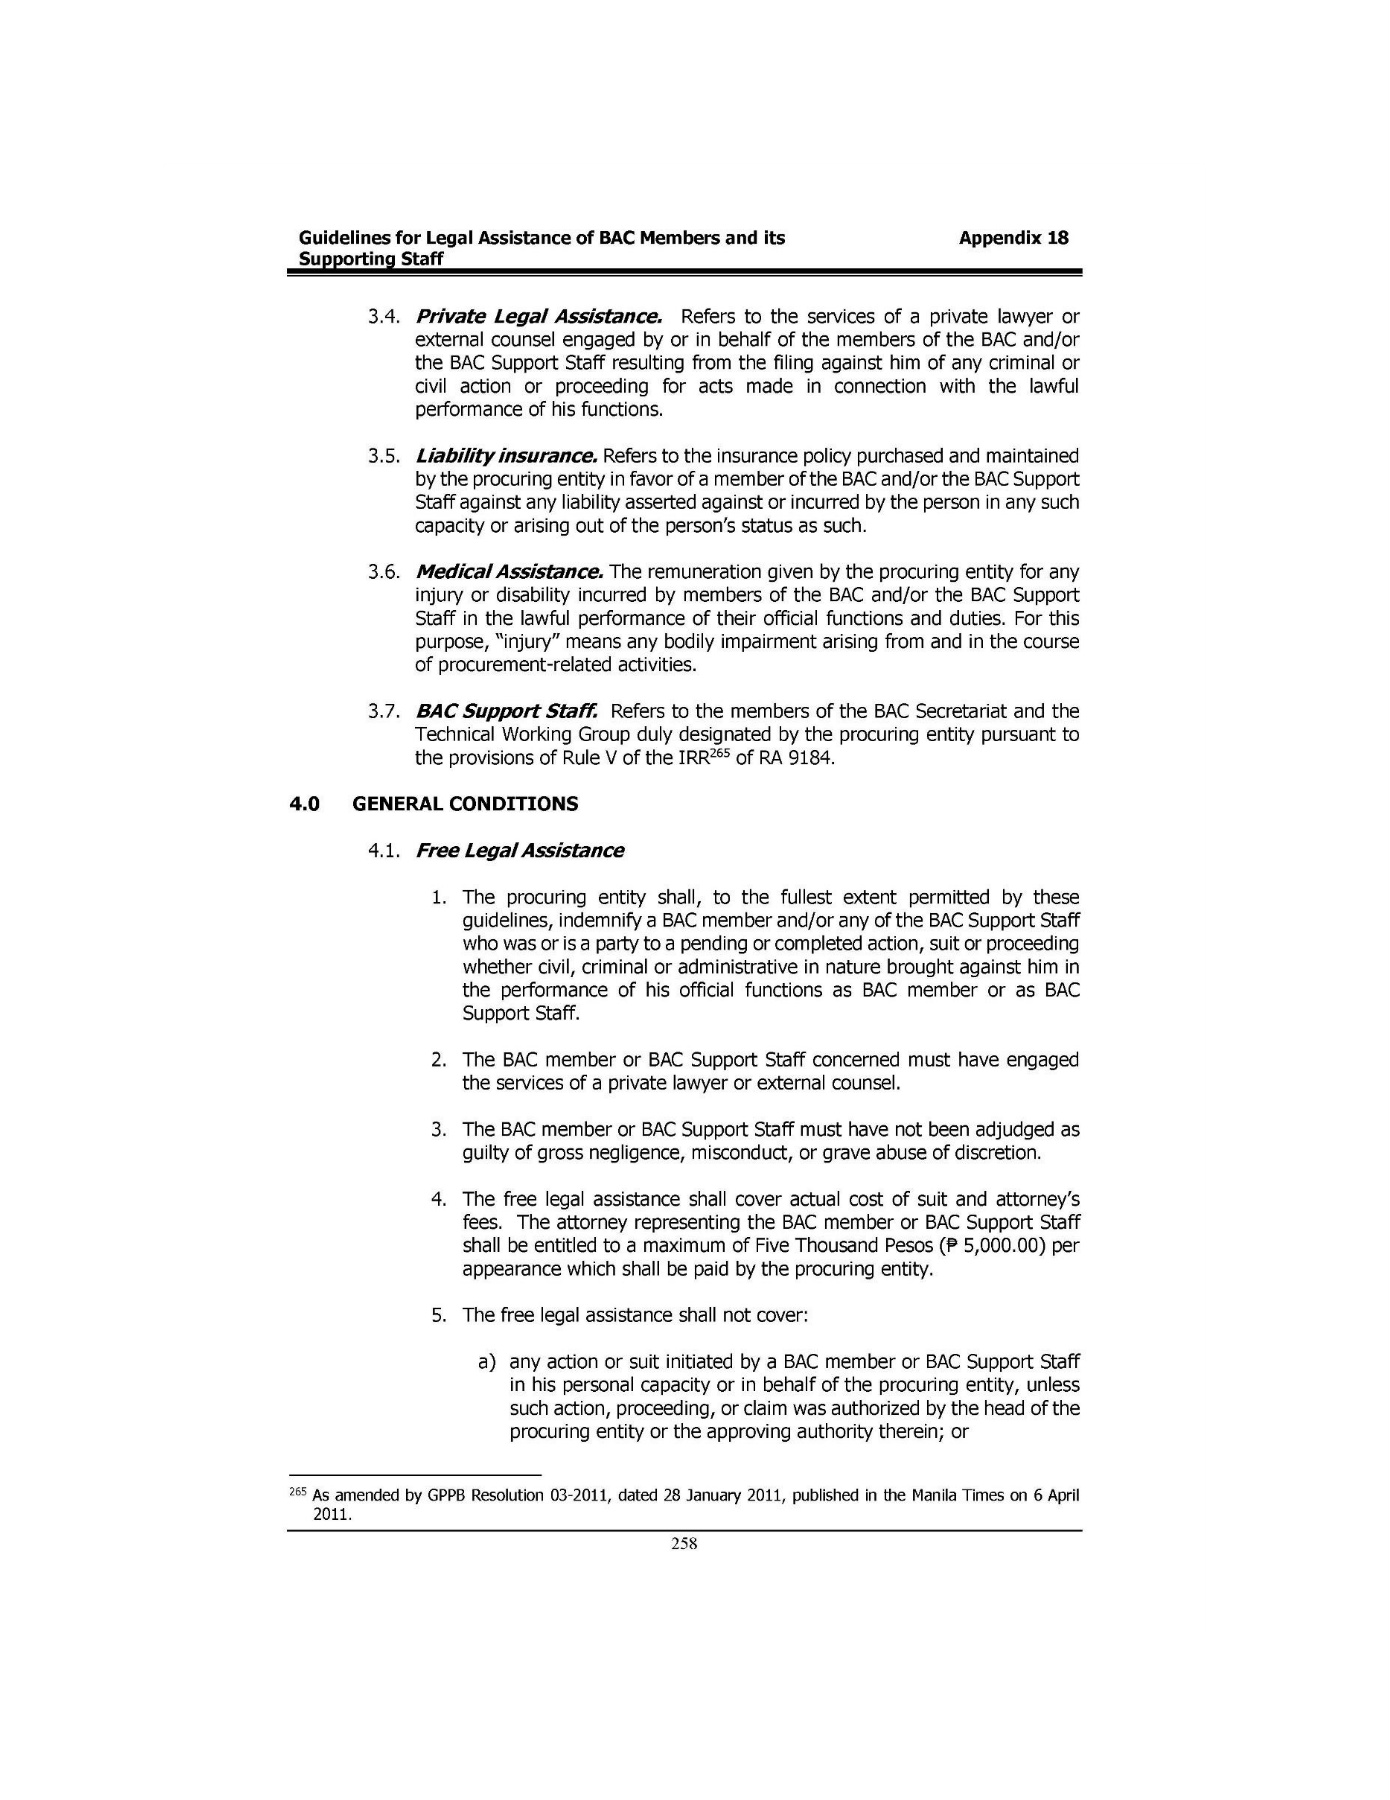 Guidelines for Legal Assistance of BAC Members and its Appendix 18
Supporting Staff
3.4. Private Legal Assistance. Refers to the services of a private lawyer or
external counsel engaged by or in behalf of the members of the BAC and/or
the BAC Support Staff resulting from the filing against him of any criminal or
civil action or proceeding for acts made in connection with the lawful
performance of his functions.
3.5. Liability insurance. Refers to the insurance policy purchased and maintained
by the procuring entity in favor of a member of the BAC and/or the BAC Support
Staff against any liability asserted against or incurred by the person in any such
capacity or arising out of the person’s status as such.
3.6. Medical Assistance. The remuneration given by the procuring entity for any
injury or disability incurred by members of the BAC and/or the BAC Support
Staff in the lawful performance of their official functions and duties. For this
purpose, “injury” means any bodily impairment arising from and in the course
of procurement-related activities.
3.7. BAC Support Staff. Refers to the members of the BAC Secretariat and the
Technical Working Group duly designated by the procuring entity pursuant to
the provisions of Rule V of the IRR265 of RA 9184.
4.0 GENERAL CONDITIONS
4.1. Free Legal Assistance
1. The procuring entity shall, to the fullest extent permitted by these
guidelines, indemnify a BAC member and/or any of the BAC Support Staff
who was or is a party to a pending or completed action, suit or proceeding
whether civil, criminal or administrative in nature brought against him in
the performance of his official functions as BAC member or as BAC
Support Staff.
2. The BAC member or BAC Support Staff concerned must have engaged
the services of a private lawyer or external counsel.
3. The BAC member or BAC Support Staff must have not been adjudged as
guilty of gross negligence, misconduct, or grave abuse of discretion.
4. The free legal assistance shall cover actual cost of suit and attorney’s
fees. The attorney representing the BAC member or BAC Support Staff
shall be entitled to a maximum of Five Thousand Pesos (₱ 5,000.00) per
appearance which shall be paid by the procuring entity.
5. The free legal assistance shall not cover:
a) any action or suit initiated by a BAC member or BAC Support Staff
in his personal capacity or in behalf of the procuring entity, unless
such action, proceeding, or claim was authorized by the head of the
procuring entity or the approving authority therein; or
265 As amended by GPPB Resolution 03-2011, dated 28 January 2011, published in the Manila Times on 6 April
2011.
258